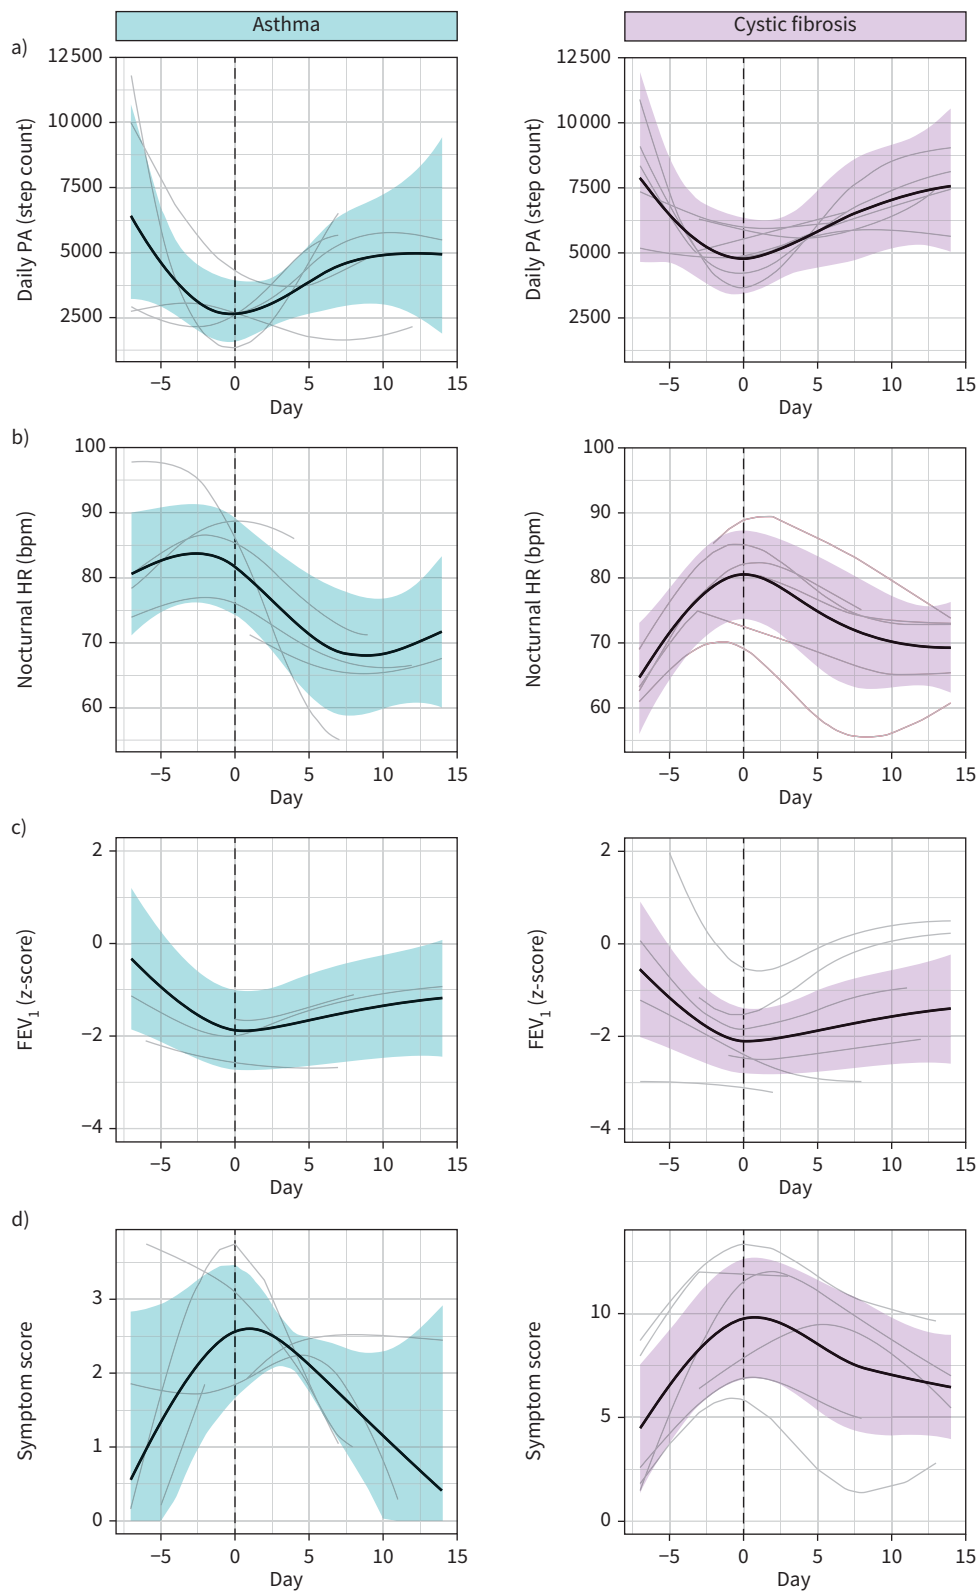 Asthma
Cystic fibrosis
a)
Daily PA (step count)
12500
10000
7500
5000
2500
−5 0 5 10 15
Day
Daily PA (step count)
12500
10000
7500
5000
2500
−5 0 5 10 15
Day
b)
Nocturnal HR (bpm)
100
90
80
70
60
−5 0 5 10 15
Day
Nocturnal HR (bpm)
100
90
80
70
60
−5 0 5 10 15
Day
c)
FEV1 (z-score)
2
0
−2
−4
−5 0 5 10 15
Day
FEV1 (z-score)
2
0
−2
−4
−5 0 5 10 15
Day
d)
Symptom score
3
2
1
0
−5 0 5 10 15
Day
Symptom score
10
5
0
−5 0 5 10 15
Day